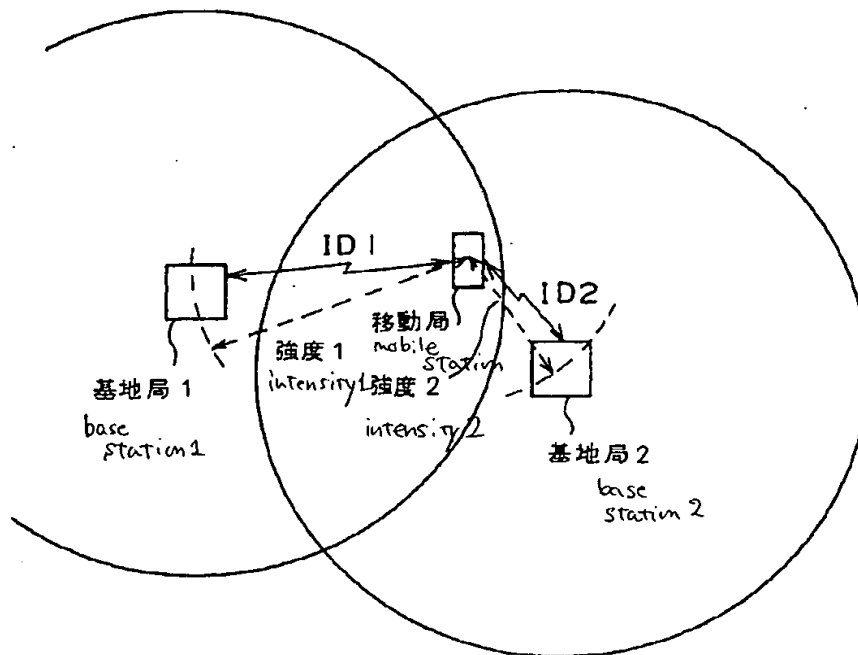 ID1
ID2
移動局
mobile
station
強度1
intensity1
強度2
intensity2
基地局1
base
station1
基地局2
base
station2